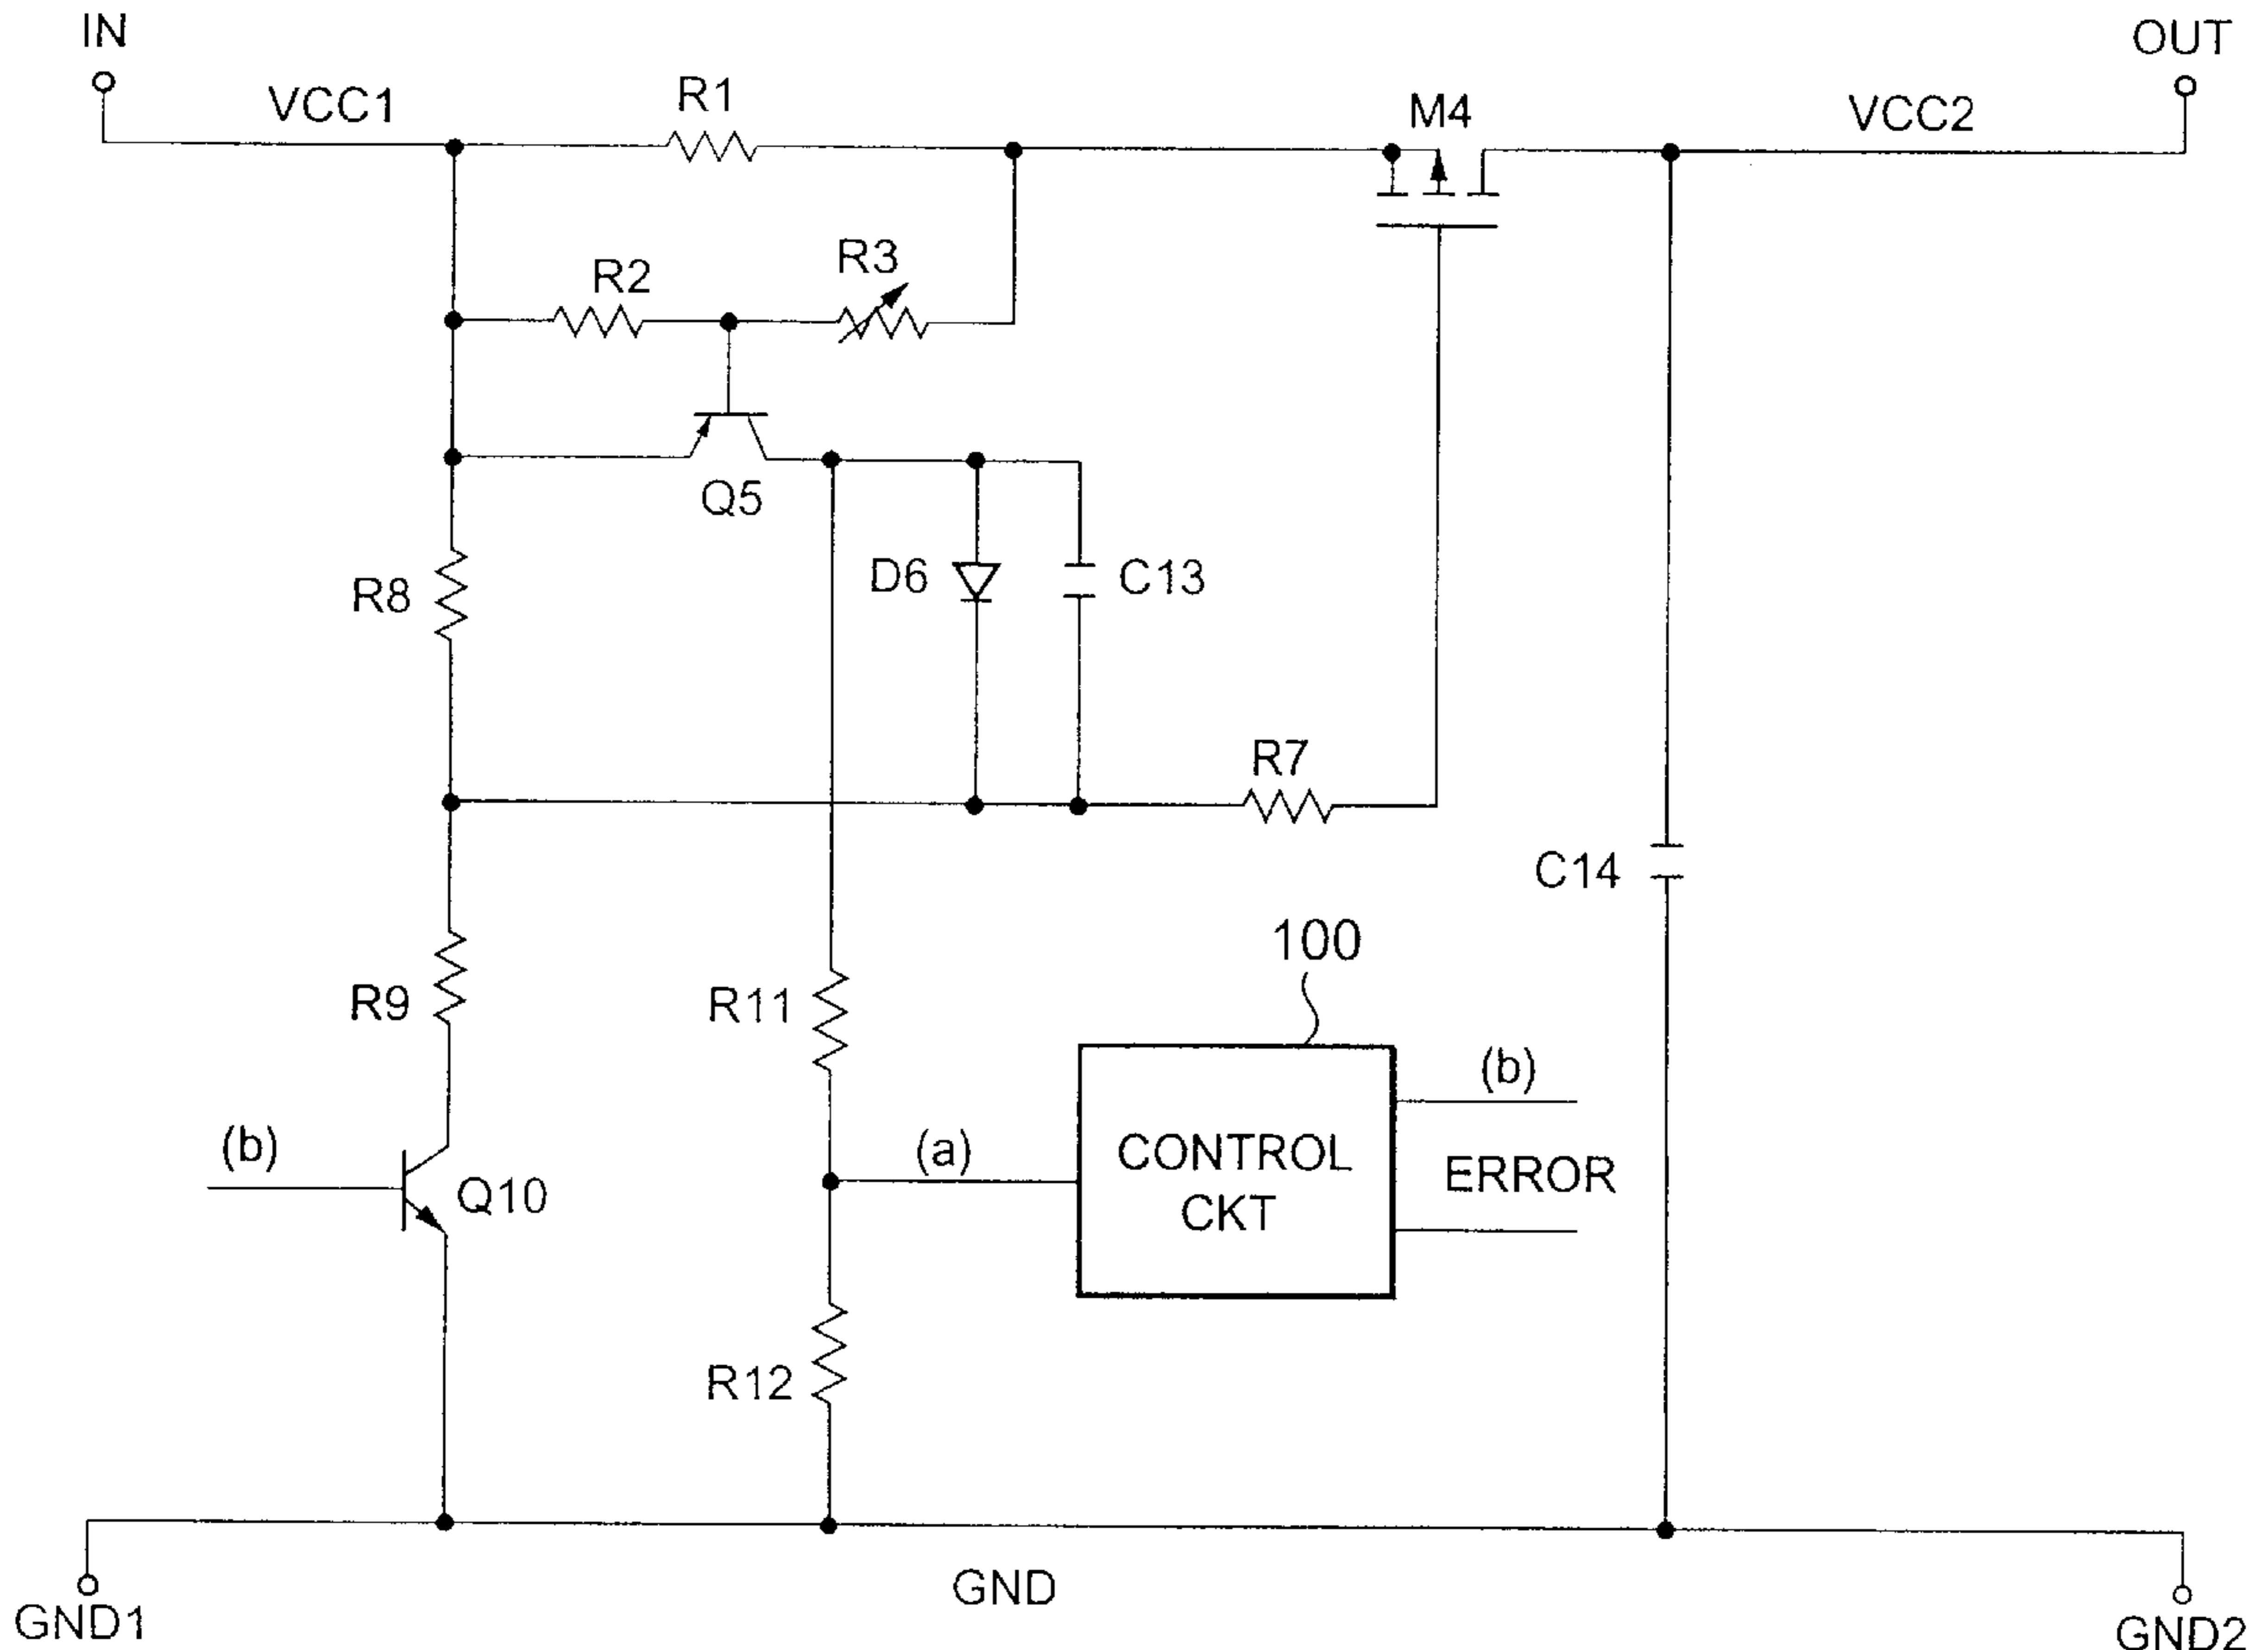 IN
OUT
VCC1
R1
M4
VCC2
R2
R3
Q5
R8
D6
C13
R7
C14
100
R9
R11
(b)
(b)
(a)
CONTROL
CKT
ERROR
Q10
R12
GND
GND1
GND2